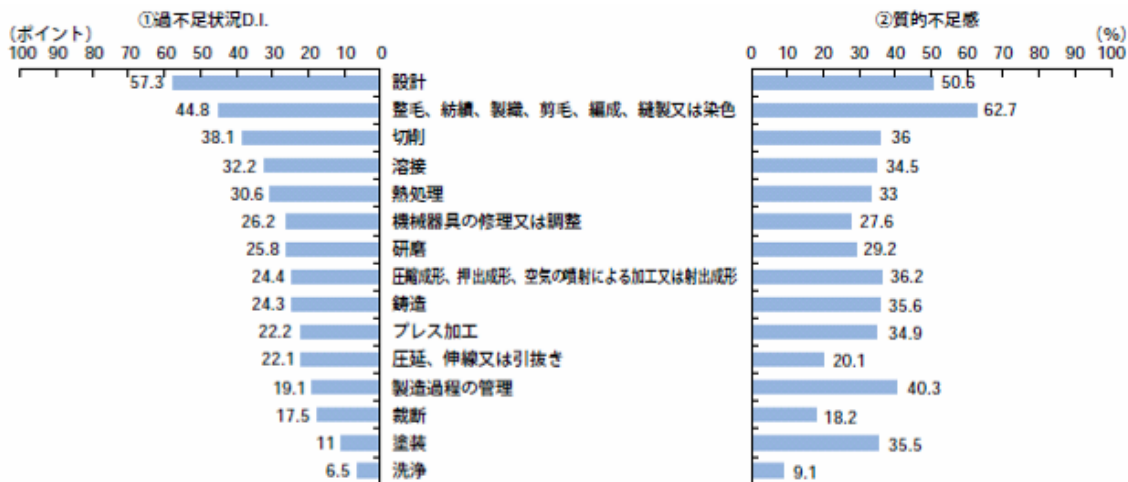 ①過不足状況D.I. ②質的不足感
（ポイント） （%）
100 90 80 70 60 50 40 30 20 10 0 0 10 20 30 40 50 60 70 80 90 100
57.3 設計 50.6
44.8 整毛、紡績、製織、剪毛、編成、縫製又は染色 62.7
38.1 切削 36
32.2 溶接 34.5
30.6 熱処理 33
26.2 機械器具の修理又は調整 27.6
25.8 研磨 29.2
24.4 圧縮成形、押出成形、空気の噴射による加工又は射出成形 36.2
24.3 鋳造 35.6
22.2 プレス加工 34.9
22.1 圧延、伸線又は引抜き 20.1
19.1 製造過程の管理 40.3
17.5 裁断 18.2
11 塗装 35.5
6.5 洗浄 9.1